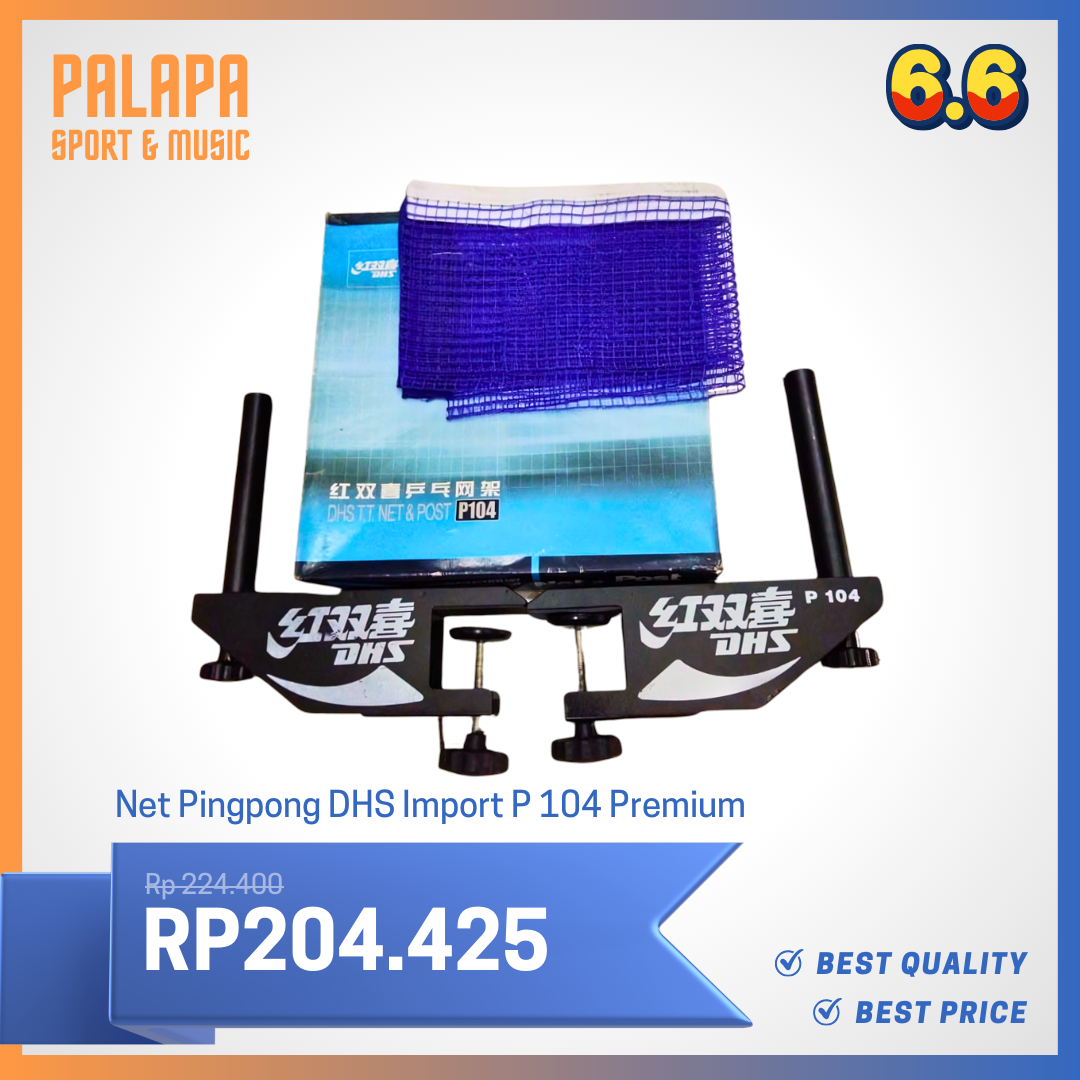 PALAPA
SPORT & MUSIC
6.6
红双喜
DHS
红双喜乒乓网架
DHS T.T. NET & POST P104
Post
红双喜
DHS
红双喜
DHS
P 104
Net Pingpong DHS Import P 104 Premium
Rp 224.400
RP204.425
BEST QUALITY
BEST PRICE